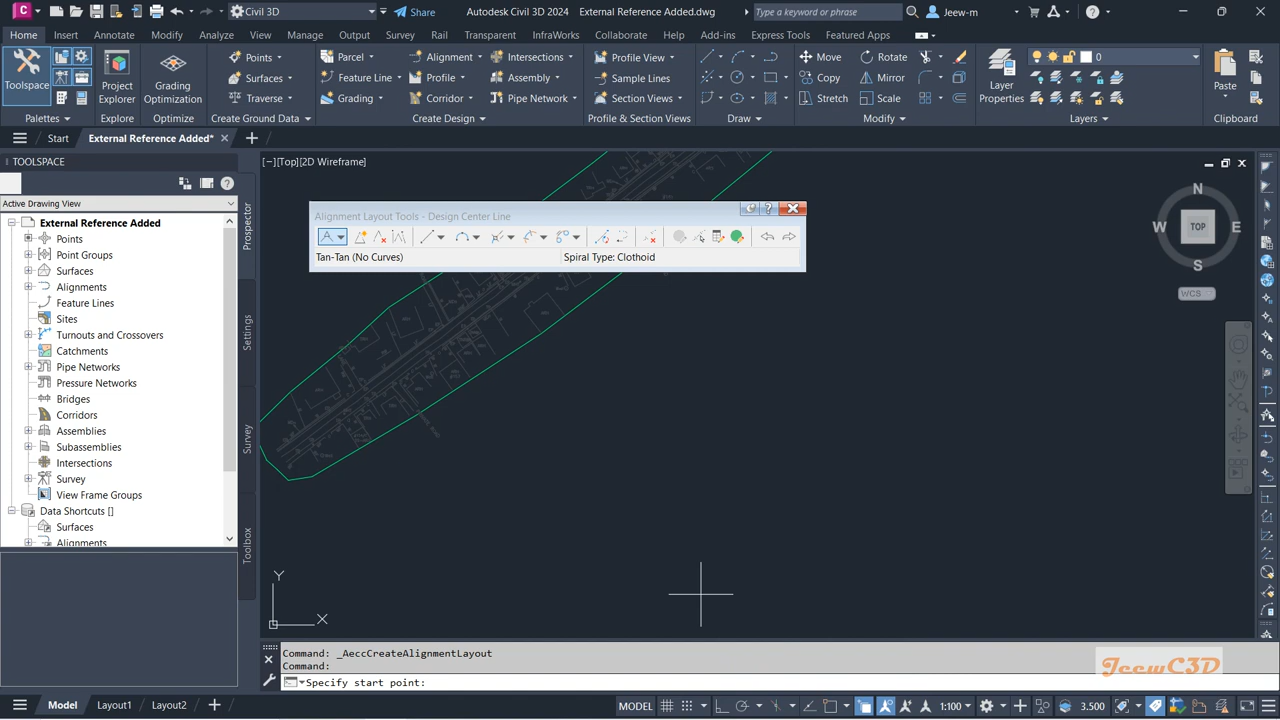 Civil 3D
Share
Autodesk Civil 3D 2024
External Reference Added.dwg
Type a keyword or phrase
Jeew-m
Home
Insert
Annotate
Modify
Analyze
View
Manage
Output
Survey
Rail
Transparent
InfraWorks
Collaborate
Help
Add-ins
Express Tools
Featured Apps
Toolspace
Project
Explorer
Grading
Optimization
Points
Surfaces
Traverse
Parcel
Feature Line
Grading
Alignment
Profile
Corridor
Intersections
Assembly
Pipe Network
Profile View
Sample Lines
Section Views
Move
Copy
Stretch
Rotate
Mirror
Scale
Layer
Properties
0
Paste
Palettes
Explore
Optimize
Create Ground Data
Create Design
Profile & Section Views
Draw
Modify
Layers
Clipboard
Start
External Reference Added*
TOOLSPACE
Active Drawing View
External Reference Added
Points
Point Groups
Surfaces
Alignments
Feature Lines
Sites
Turnouts and Crossovers
Catchments
Pipe Networks
Pressure Networks
Bridges
Corridors
Assemblies
Subassemblies
Intersections
Survey
View Frame Groups
Data Shortcuts []
Surfaces
Alignments
Prospector
Settings
Survey
Toolbox
[−][Top][2D Wireframe]
Alignment Layout Tools - Design Center Line
Tan-Tan (No Curves)
Spiral Type: Clothoid
N
W
TOP
E
S
WCS
Y
X
Command: _AeccCreateAlignmentLayout
Command:
Specify start point:
JeewC3D
Model
Layout1
Layout2
MODEL
1:100
3.500